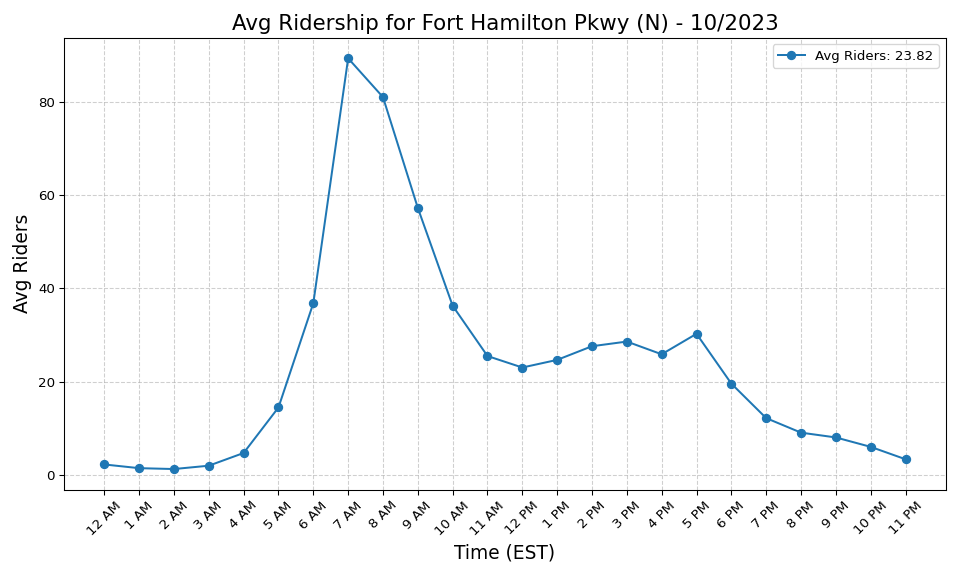 Avg Ridership for Fort Hamilton Pkwy (N) - 10/2023
Avg Riders: 23.82
Avg Riders
80
60
40
20
0
12 AM 1 AM 2 AM 3 AM 4 AM 5 AM 6 AM 7 AM 8 AM 9 AM 10 AM 11 AM 12 PM 1 PM 2 PM 3 PM 4 PM 5 PM 6 PM 7 PM 8 PM 9 PM 10 PM 11 PM
Time (EST)